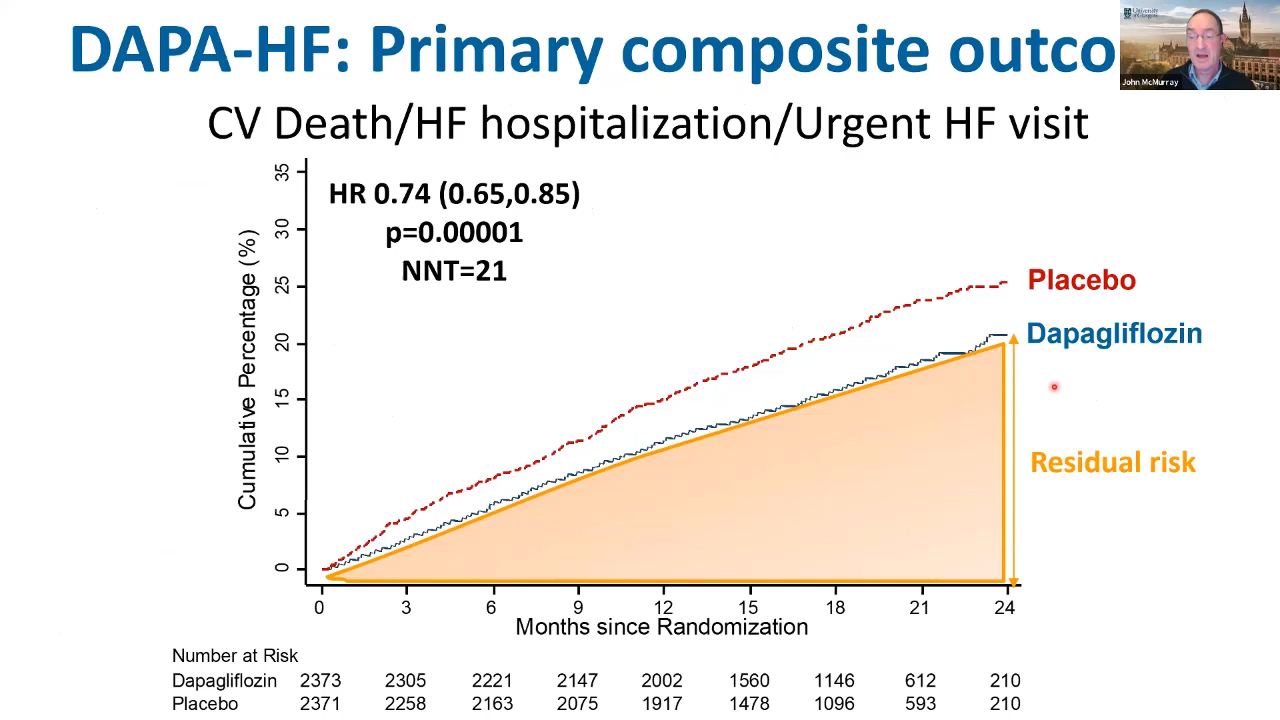 DAPA-HF: Primary composite outco
University
of Glasgow
John McMurray
CV Death/HF hospitalization/Urgent HF visit
HR 0.74 (0.65,0.85)
p=0.00001
NNT=21
Cumulative Percentage (%)
35
30
25
20
15
10
5
0
Placebo
Dapagliflozin
Residual risk
0 3 6 9 12 15 18 21 24
Months since Randomization
Number at Risk
Dapagliflozin 2373 2305 2221 2147 2002 1560 1146 612 210
Placebo 2371 2258 2163 2075 1917 1478 1096 593 210